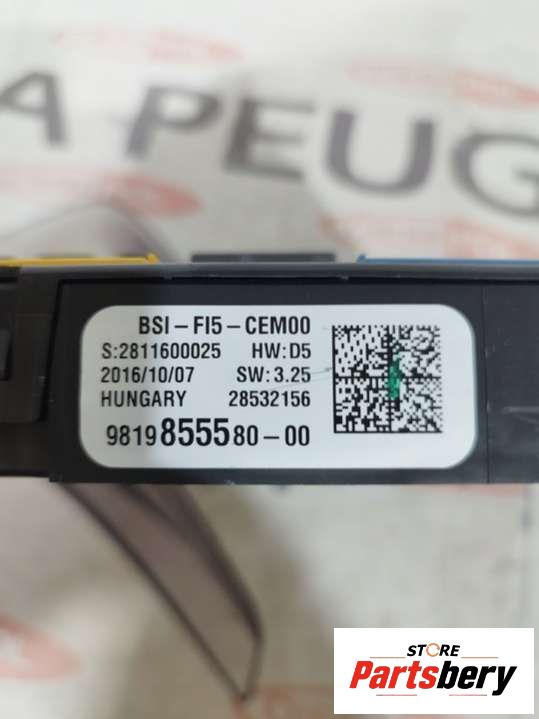 A PEUG
BSI-FI5-CEM00
S:2811600025 HW:D5
2016/10/07 SW:3.25
HUNGARY 28532156
9819855580-00
STORE
Partsbery